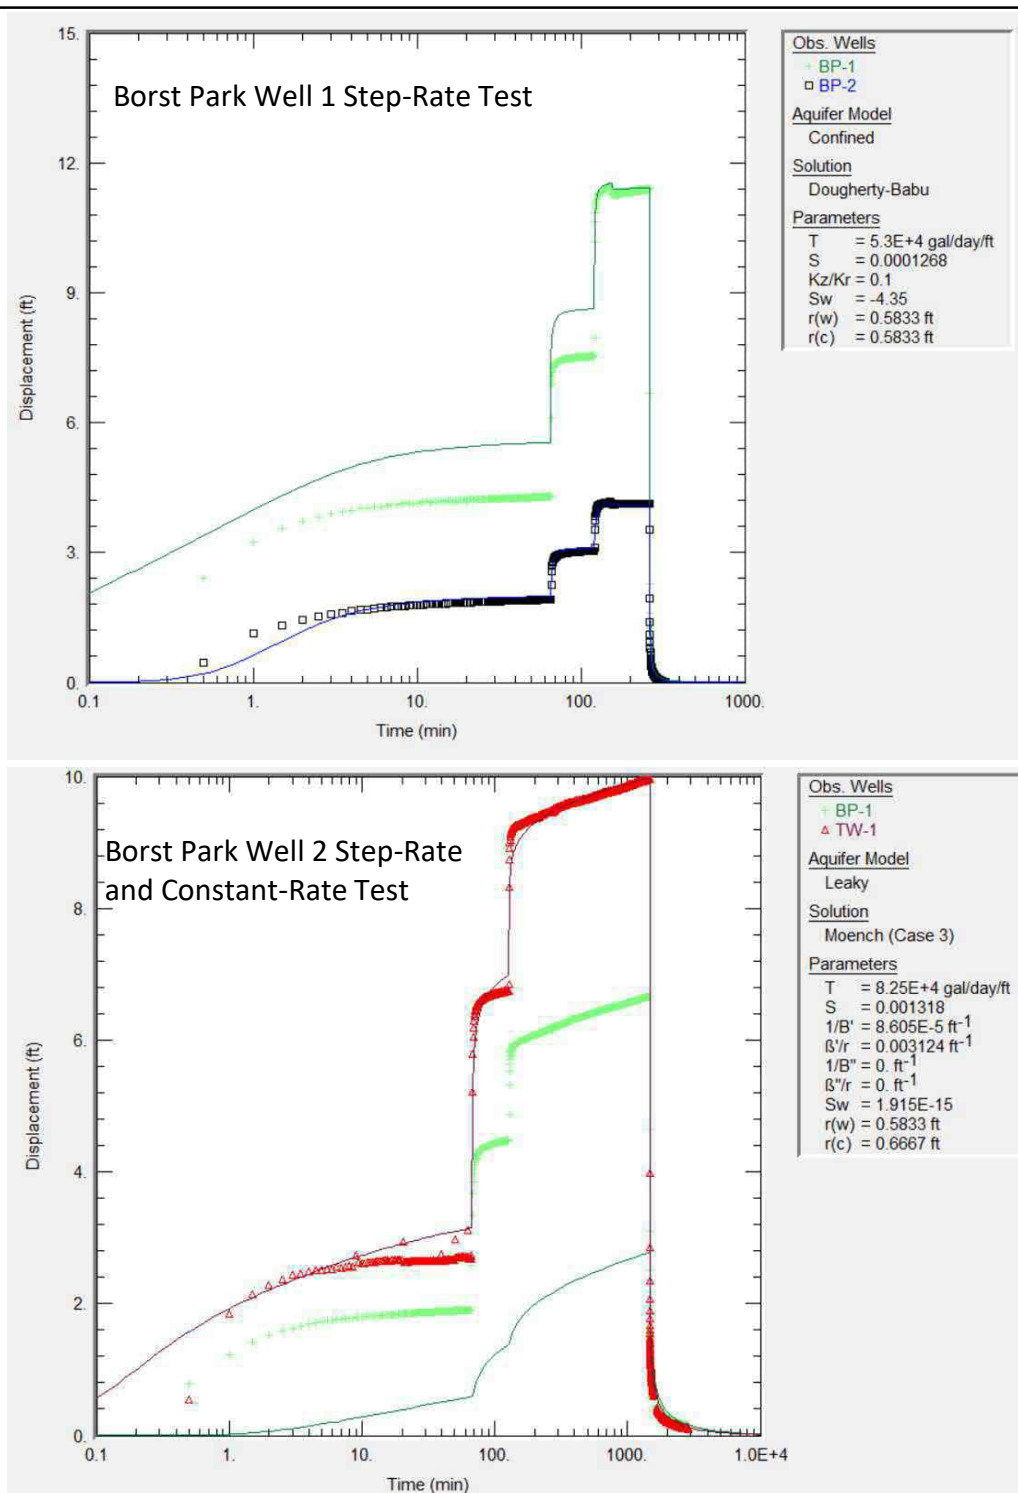 15.
12.
9.
6.
3.
0.
0.1
1.
10.
100.
1000.
Time (min)
Displacement (ft)
Borst Park Well 1 Step-Rate Test
Obs. Wells
+ BP-1
□ BP-2
Aquifer Model
Confined
Solution
Dougherty-Babu
Parameters
T = 5.3E+4 gal/day/ft
S = 0.0001268
Kz/Kr = 0.1
Sw = -4.35
r(w) = 0.5833 ft
r(c) = 0.5833 ft
10.
8.
6.
4.
2.
0.
0.1
1.
10.
100.
1000.
1.0E+4
Time (min)
Displacement (ft)
Borst Park Well 2 Step-Rate
and Constant-Rate Test
Obs. Wells
+ BP-1
△ TW-1
Aquifer Model
Leaky
Solution
Moench (Case 3)
Parameters
T = 8.25E+4 gal/day/ft
S = 0.001318
1/B' = 8.605E-5 ft⁻¹
ß'/r = 0.003124 ft⁻¹
1/B" = 0. ft⁻¹
ß"/r = 0. ft⁻¹
Sw = 1.915E-15
r(w) = 0.5833 ft
r(c) = 0.6667 ft